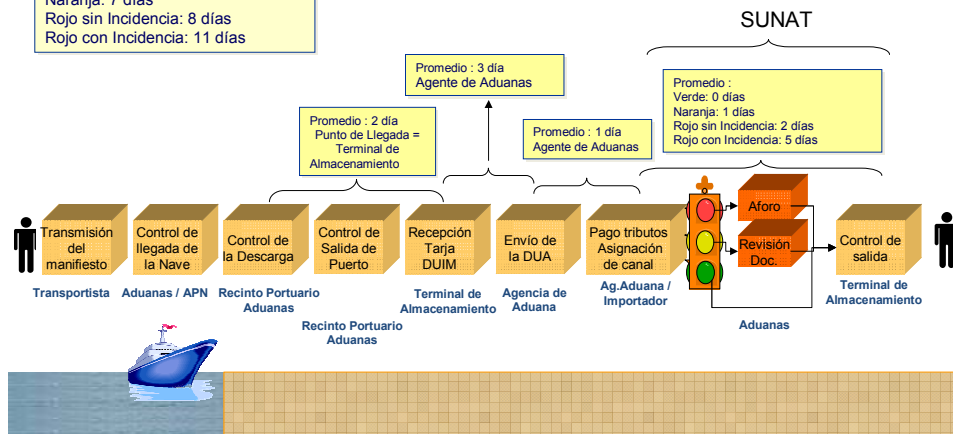 Naranja: 7 días
Rojo sin Incidencia: 8 días
Rojo con Incidencia: 11 días
SUNAT
Promedio : 3 día
Agente de Aduanas
Promedio : 2 día
Punto de Llegada =
Terminal de
Almacenamiento
Promedio : 1 día
Agente de Aduanas
Promedio :
Verde: 0 días
Naranja: 1 días
Rojo sin Incidencia: 2 días
Rojo con Incidencia: 5 días
Transmisión
del
manifiesto
Transportista
Control de
llegada de
la Nave
Aduanas / APN
Control de
la Descarga
Recinto Portuario
Aduanas
Control de
Salida de
Puerto
Recinto Portuario
Aduanas
Recepción
Tarja
DUIM
Terminal de
Almacenamiento
Envío de
la DUA
Agencia de
Aduana
Pago tributos
Asignación
de canal
Ag.Aduana /
Importador
Aforo
Revisión
Doc.
Aduanas
Control de
salida
Terminal de
Almacenamiento